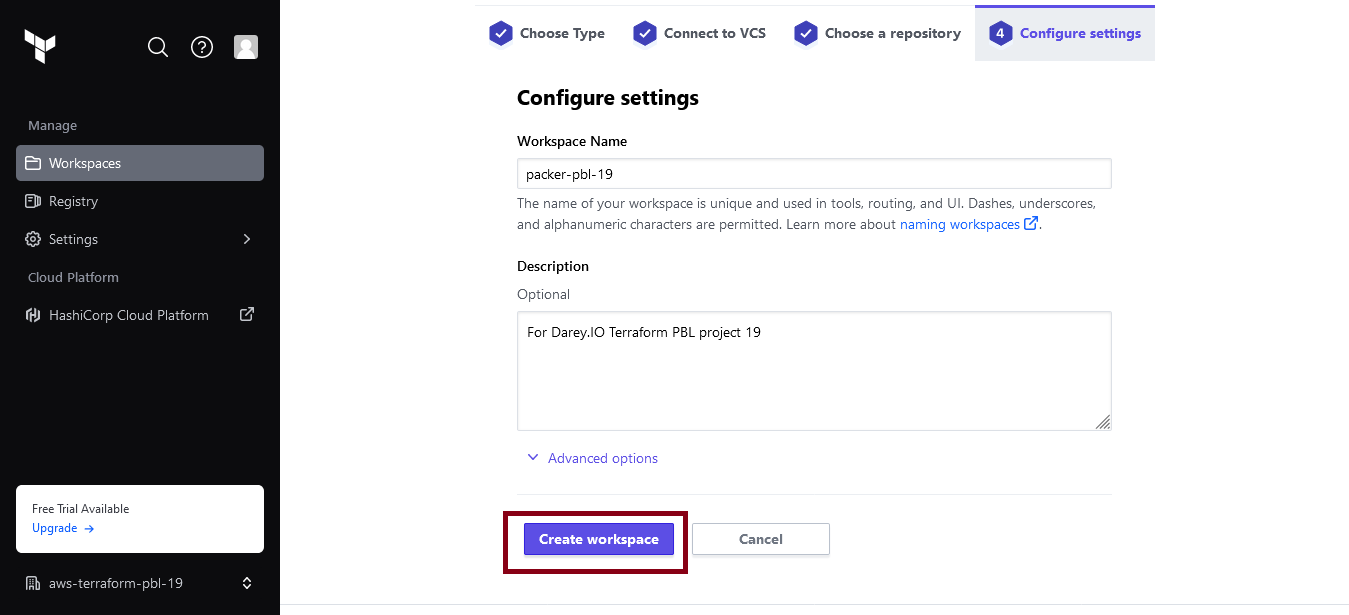 Manage
Workspaces
Registry
Settings
Cloud Platform
HashiCorp Cloud Platform
Free Trial Available
Upgrade →
aws-terraform-pbl-19
Choose Type
Connect to VCS
Choose a repository
4 Configure settings
Configure settings
Workspace Name
packer-pbl-19
The name of your workspace is unique and used in tools, routing, and UI. Dashes, underscores,
and alphanumeric characters are permitted. Learn more about naming workspaces.
Description
Optional
For Darey.IO Terraform PBL project 19
Advanced options
Create workspace
Cancel